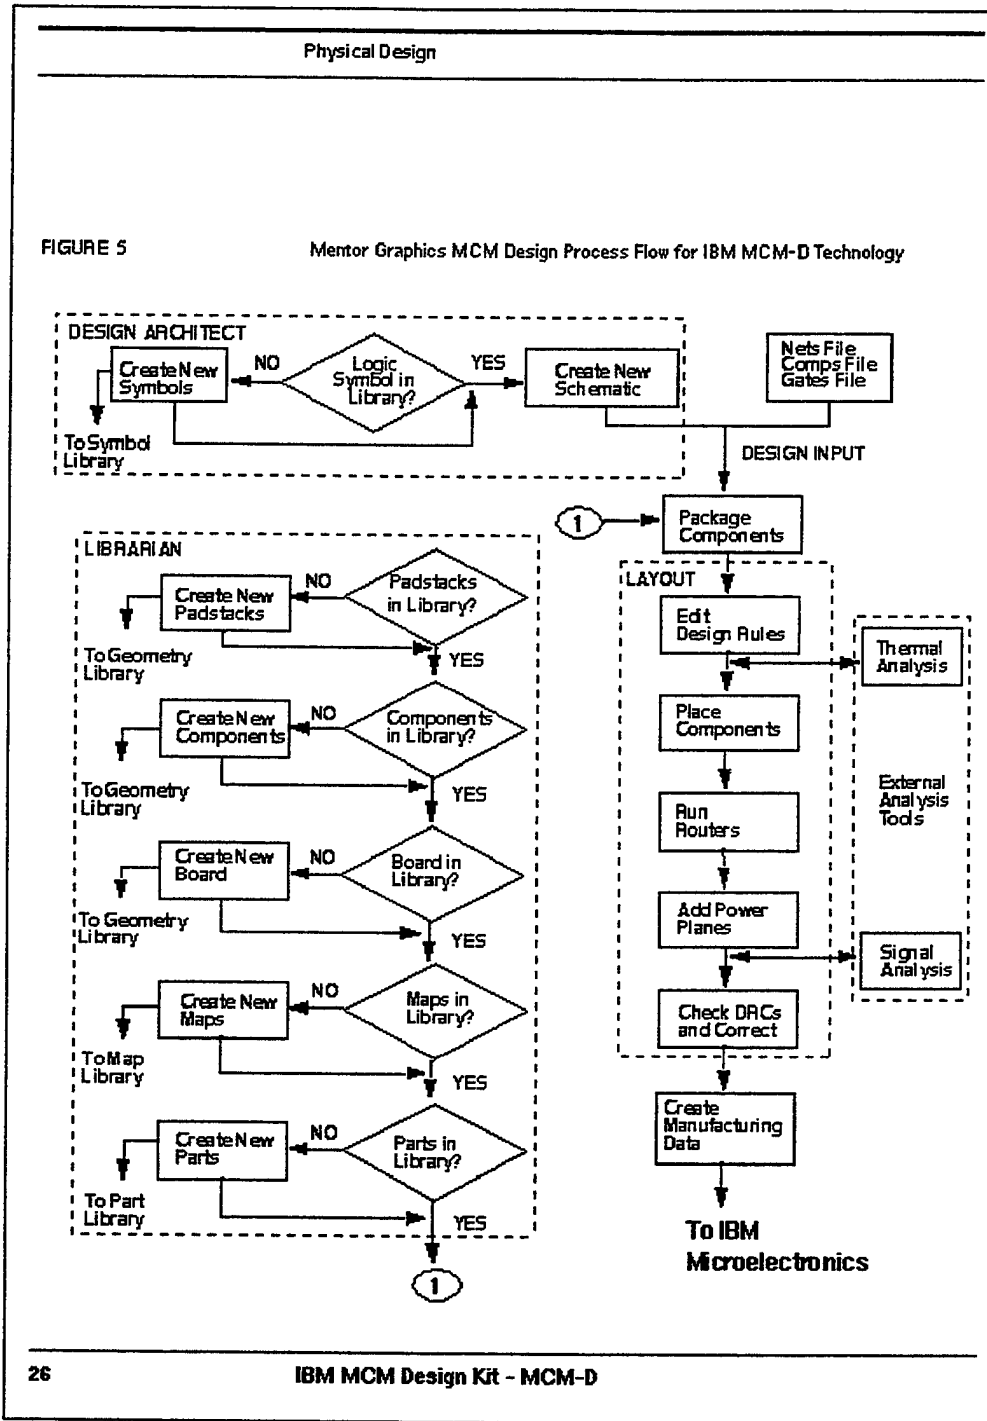 Physical Design
FIGURE 5
Mentor Graphics MCM Design Process Flow for IBM MCM-D Technology
DESIGN ARCHITECT
Create New
Symbols
NO
Logic
Symbol in
Library?
YES
Create New
Schematic
To Symbol
Library
Nets File
Comps File
Gates File
DESIGN INPUT
1
Package
Components
LIBRARIAN
Create New
Padstacks
NO
Padstacks
in Library?
YES
To Geometry
Library
Create New
Components
NO
Components
in Library?
YES
To Geometry
Library
Create New
Board
NO
Board in
Library?
YES
To Geometry
Library
Create New
Maps
NO
Maps in
Library?
YES
To Map
Library
Create New
Parts
NO
Parts in
Library?
YES
To Part
Library
1
LAYOUT
Edit
Design Rules
Place
Components
Run
Routers
Add Power
Planes
Check DRCs
and Correct
Thermal
Analysis
External
Analysis
Tools
Signal
Analysis
Create
Manufacturing
Data
To IBM
Microelectronics
26
IBM MCM Design Kit - MCM-D